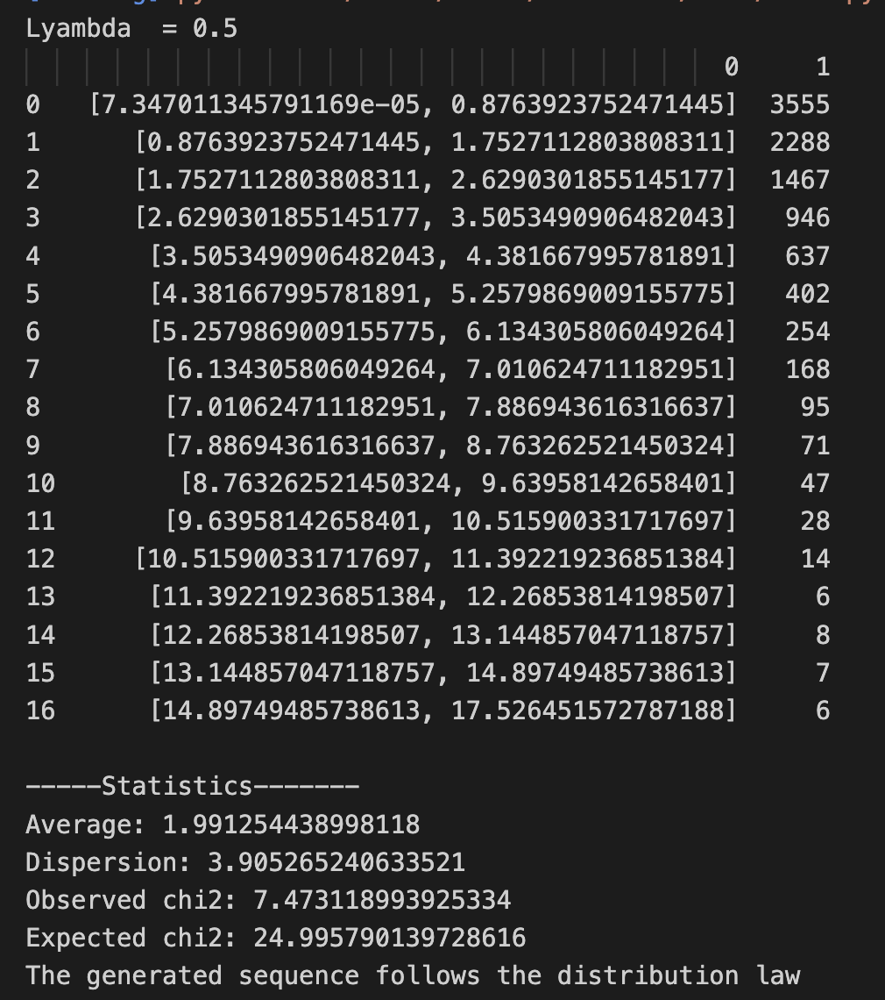 Lyambda  = 0.5
0 1
0 [7.347011345791169e-05, 0.8763923752471445] 3555
1 [0.8763923752471445, 1.7527112803808311] 2288
2 [1.7527112803808311, 2.6290301855145177] 1467
3 [2.6290301855145177, 3.5053490906482043] 946
4 [3.5053490906482043, 4.381667995781891] 637
5 [4.381667995781891, 5.2579869009155775] 402
6 [5.2579869009155775, 6.134305806049264] 254
7 [6.134305806049264, 7.010624711182951] 168
8 [7.010624711182951, 7.886943616316637] 95
9 [7.886943616316637, 8.763262521450324] 71
10 [8.763262521450324, 9.63958142658401] 47
11 [9.63958142658401, 10.515900331717697] 28
12 [10.515900331717697, 11.392219236851384] 14
13 [11.392219236851384, 12.26853814198507] 6
14 [12.26853814198507, 13.144857047118757] 8
15 [13.144857047118757, 14.89749485738613] 7
16 [14.89749485738613, 17.526451572787188] 6
-----Statistics-------
Average: 1.991254438998118
Dispersion: 3.905265240633521
Observed chi2: 7.473118993925334
Expected chi2: 24.995790139728616
The generated sequence follows the distribution law